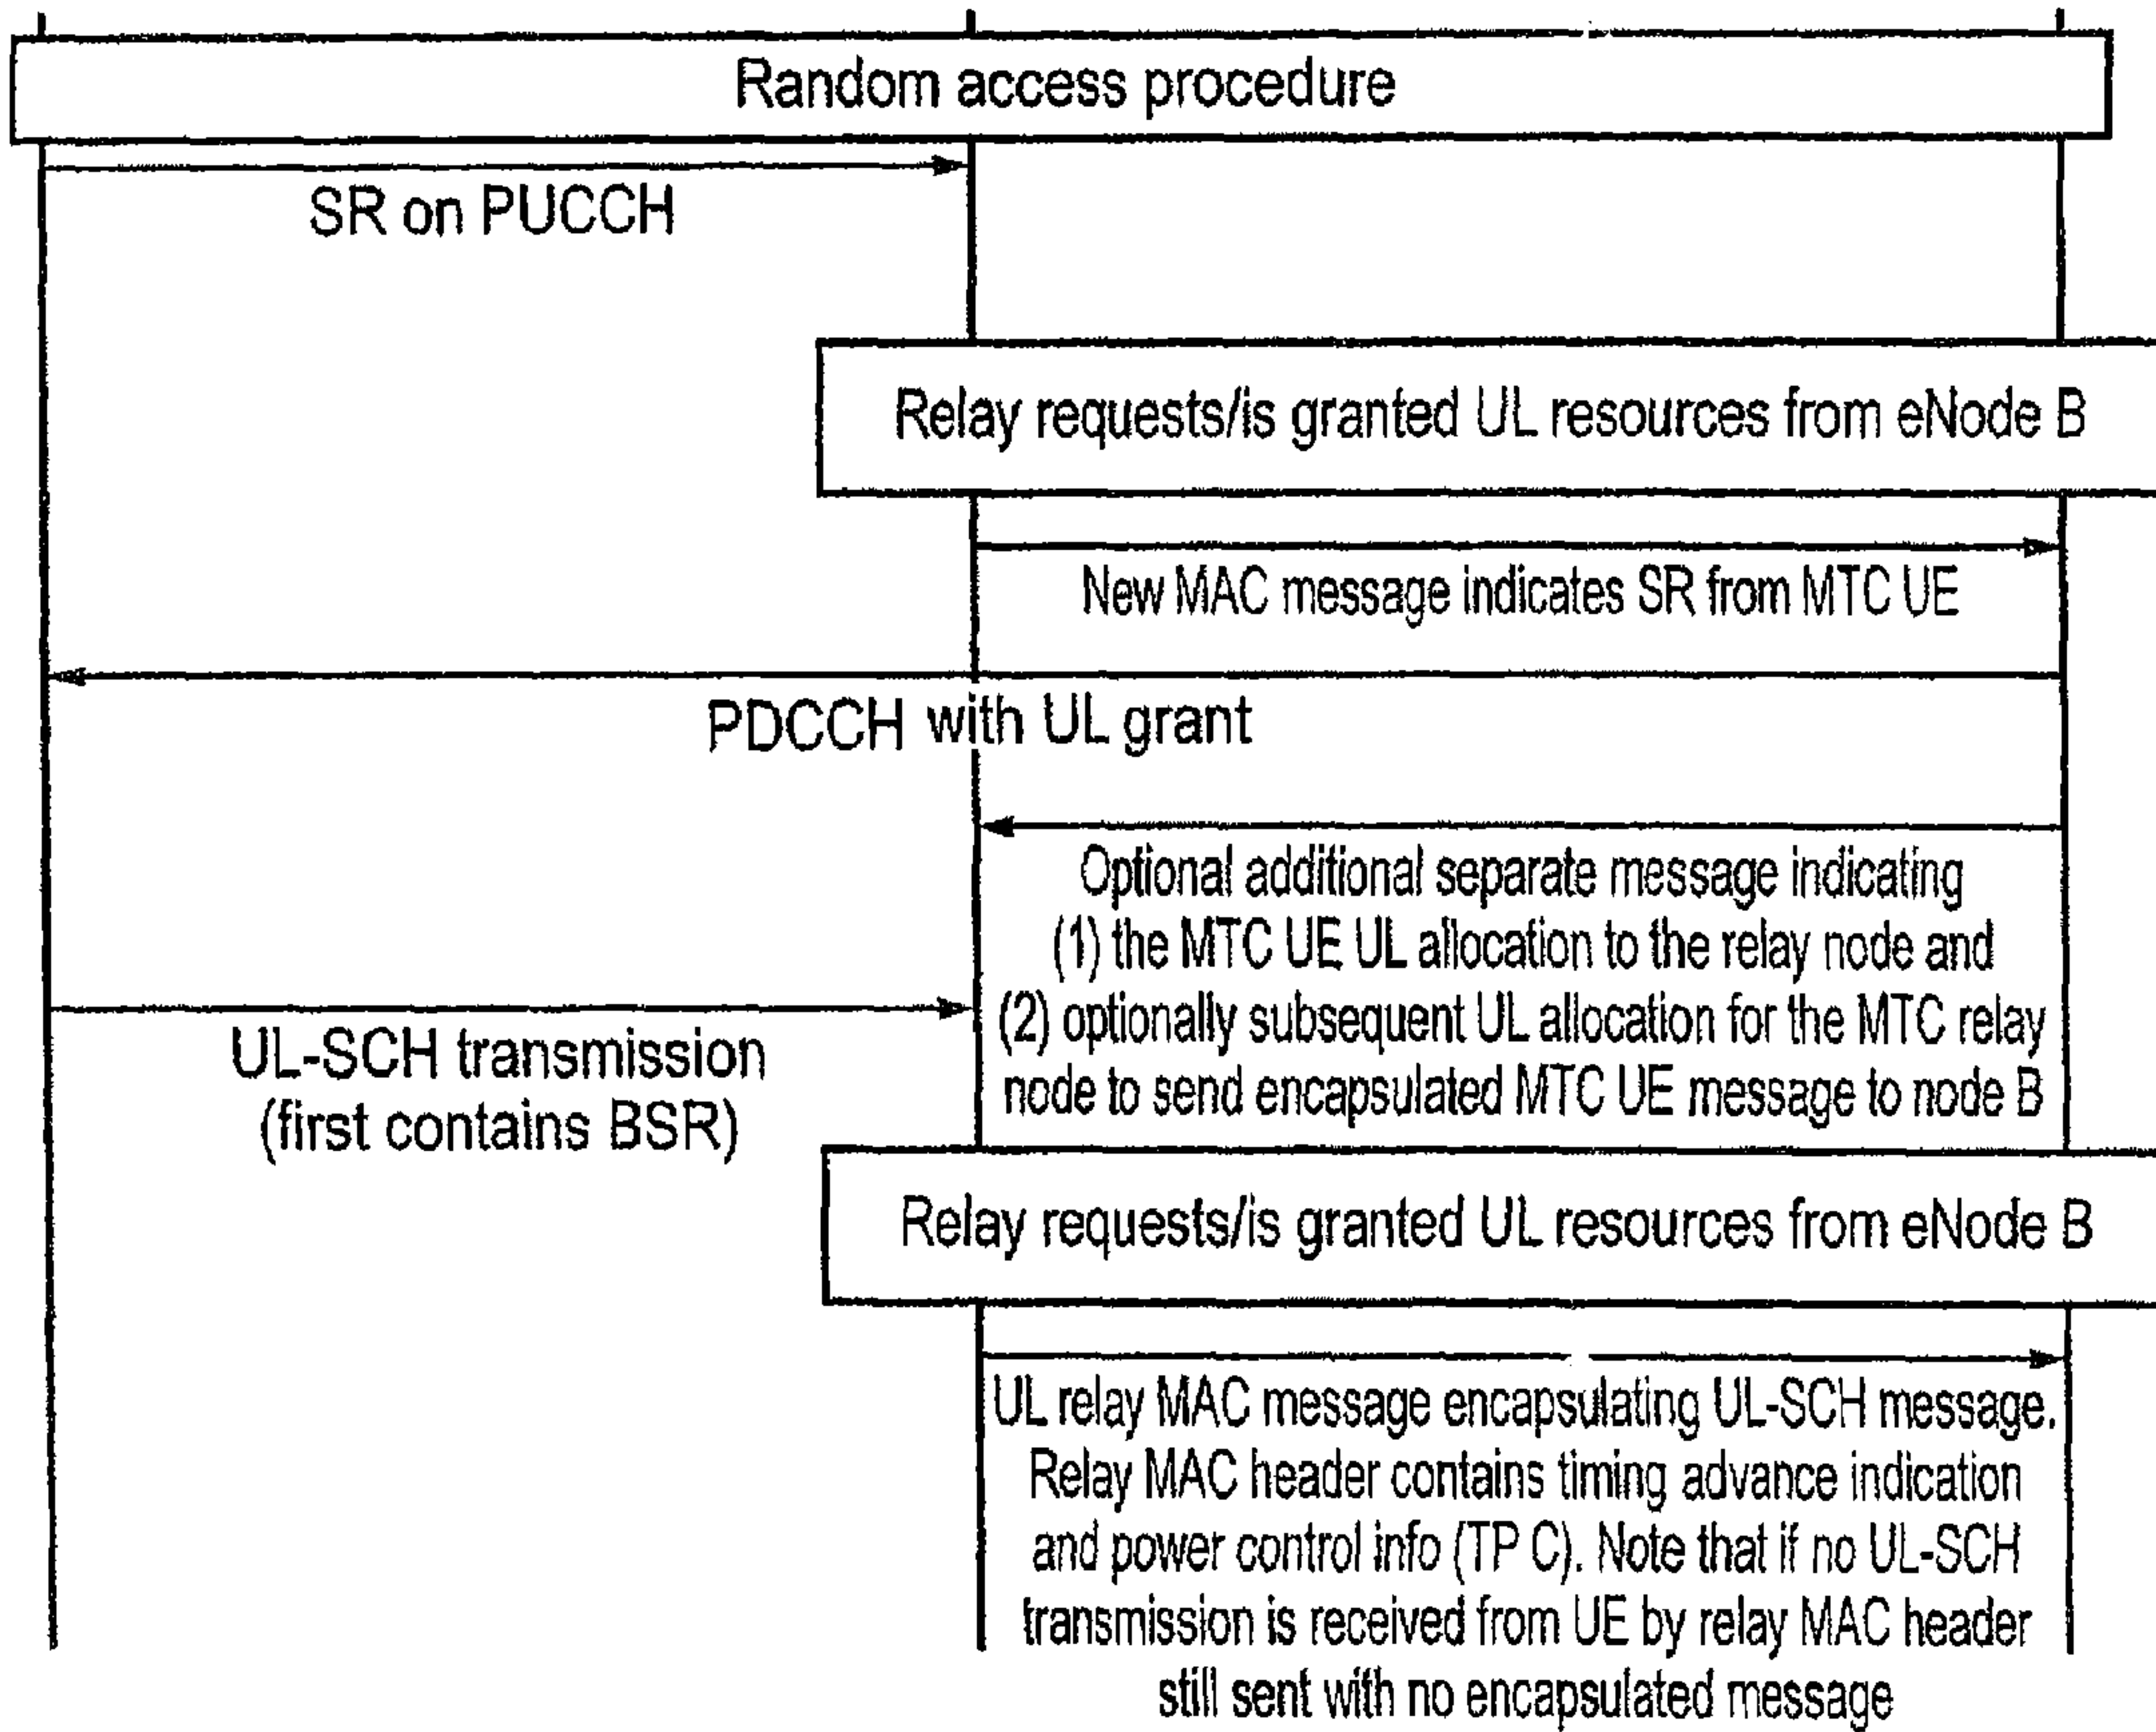 Random access procedure
SR on PUCCH
Relay requests/is granted UL resources from eNode B
New MAC message indicates SR from MTC UE
PDCCH with UL grant
Optional additional separate message indicating
(1) the MTC UE UL allocation to the relay node and
(2) optionally subsequent UL allocation for the MTC relay
node to send encapsulated MTC UE message to node B
UL-SCH transmission
(first contains BSR)
Relay requests/is granted UL resources from eNode B
UL relay MAC message encapsulating UL-SCH message.
Relay MAC header contains timing advance indication
and power control info (TP C). Note that if no UL-SCH
transmission is received from UE by relay MAC header
still sent with no encapsulated message